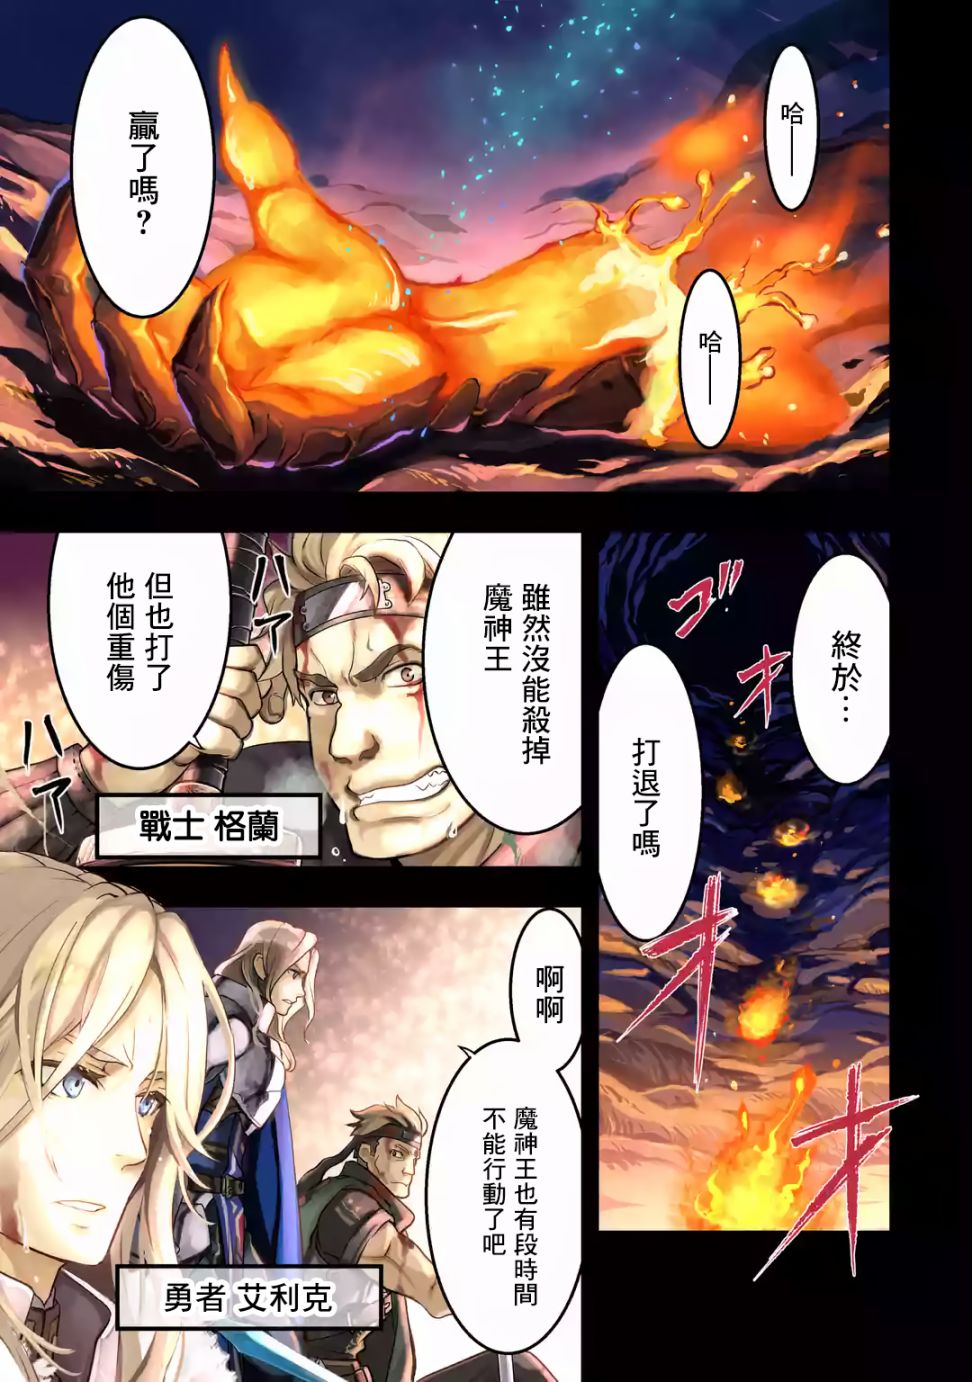 哈——
哈——
贏了嗎？
終於…
打退了嗎
ゴオオオオ
雖然沒能殺掉
魔神王
但也打了
他個重傷
ハァ
ハァ
戰士 格蘭
啊啊
魔神王也有段時間
不能行動了吧
勇者 艾利克